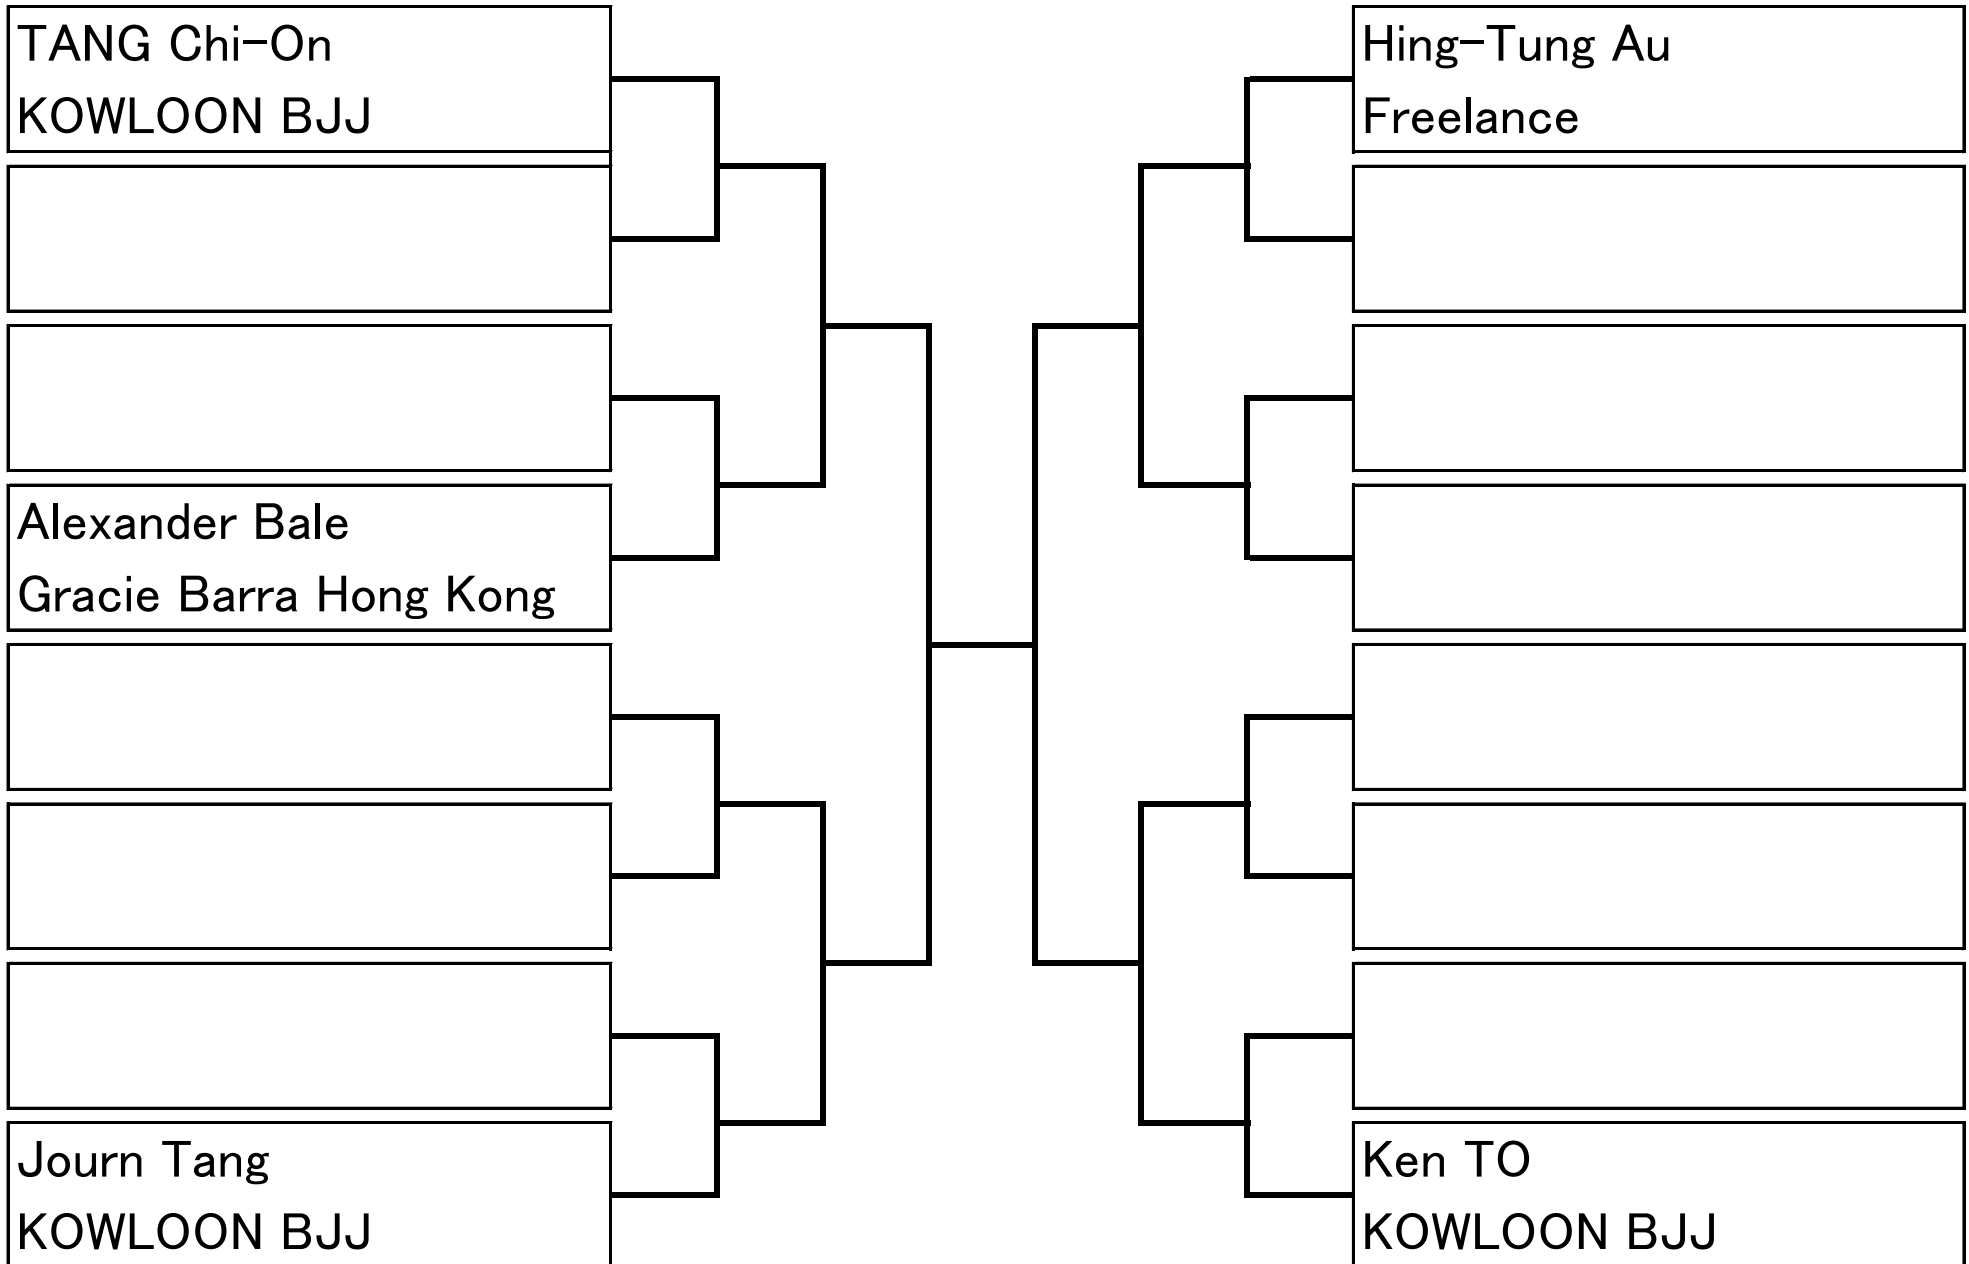 TANG Chi-On
KOWLOON BJJ
Alexander Bale
Gracie Barra Hong Kong
Journ Tang
KOWLOON BJJ
Hing-Tung Au
Freelance
Ken TO
KOWLOON BJJ